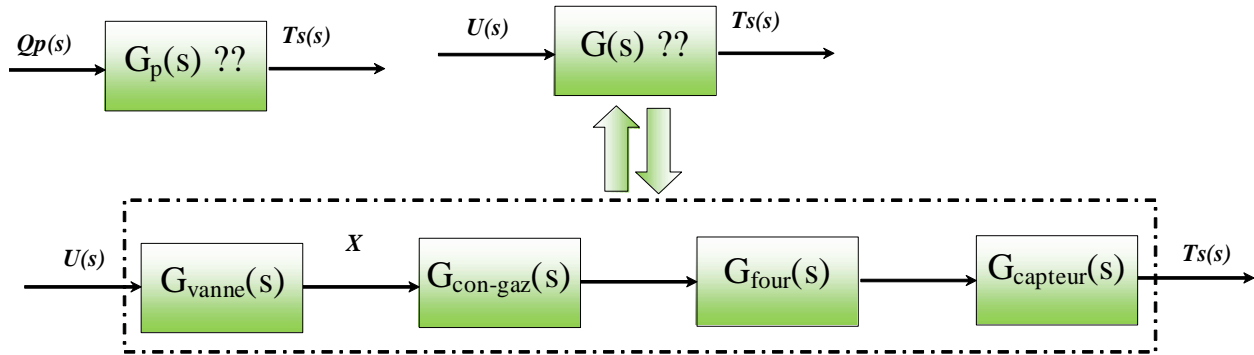 Qp(s)
Gp(s) ??
Ts(s)
U(s)
G(s) ??
Ts(s)
U(s)
Gvanne(s)
X
Gcon-gaz(s)
Gfour(s)
Gcapteur(s)
Ts(s)